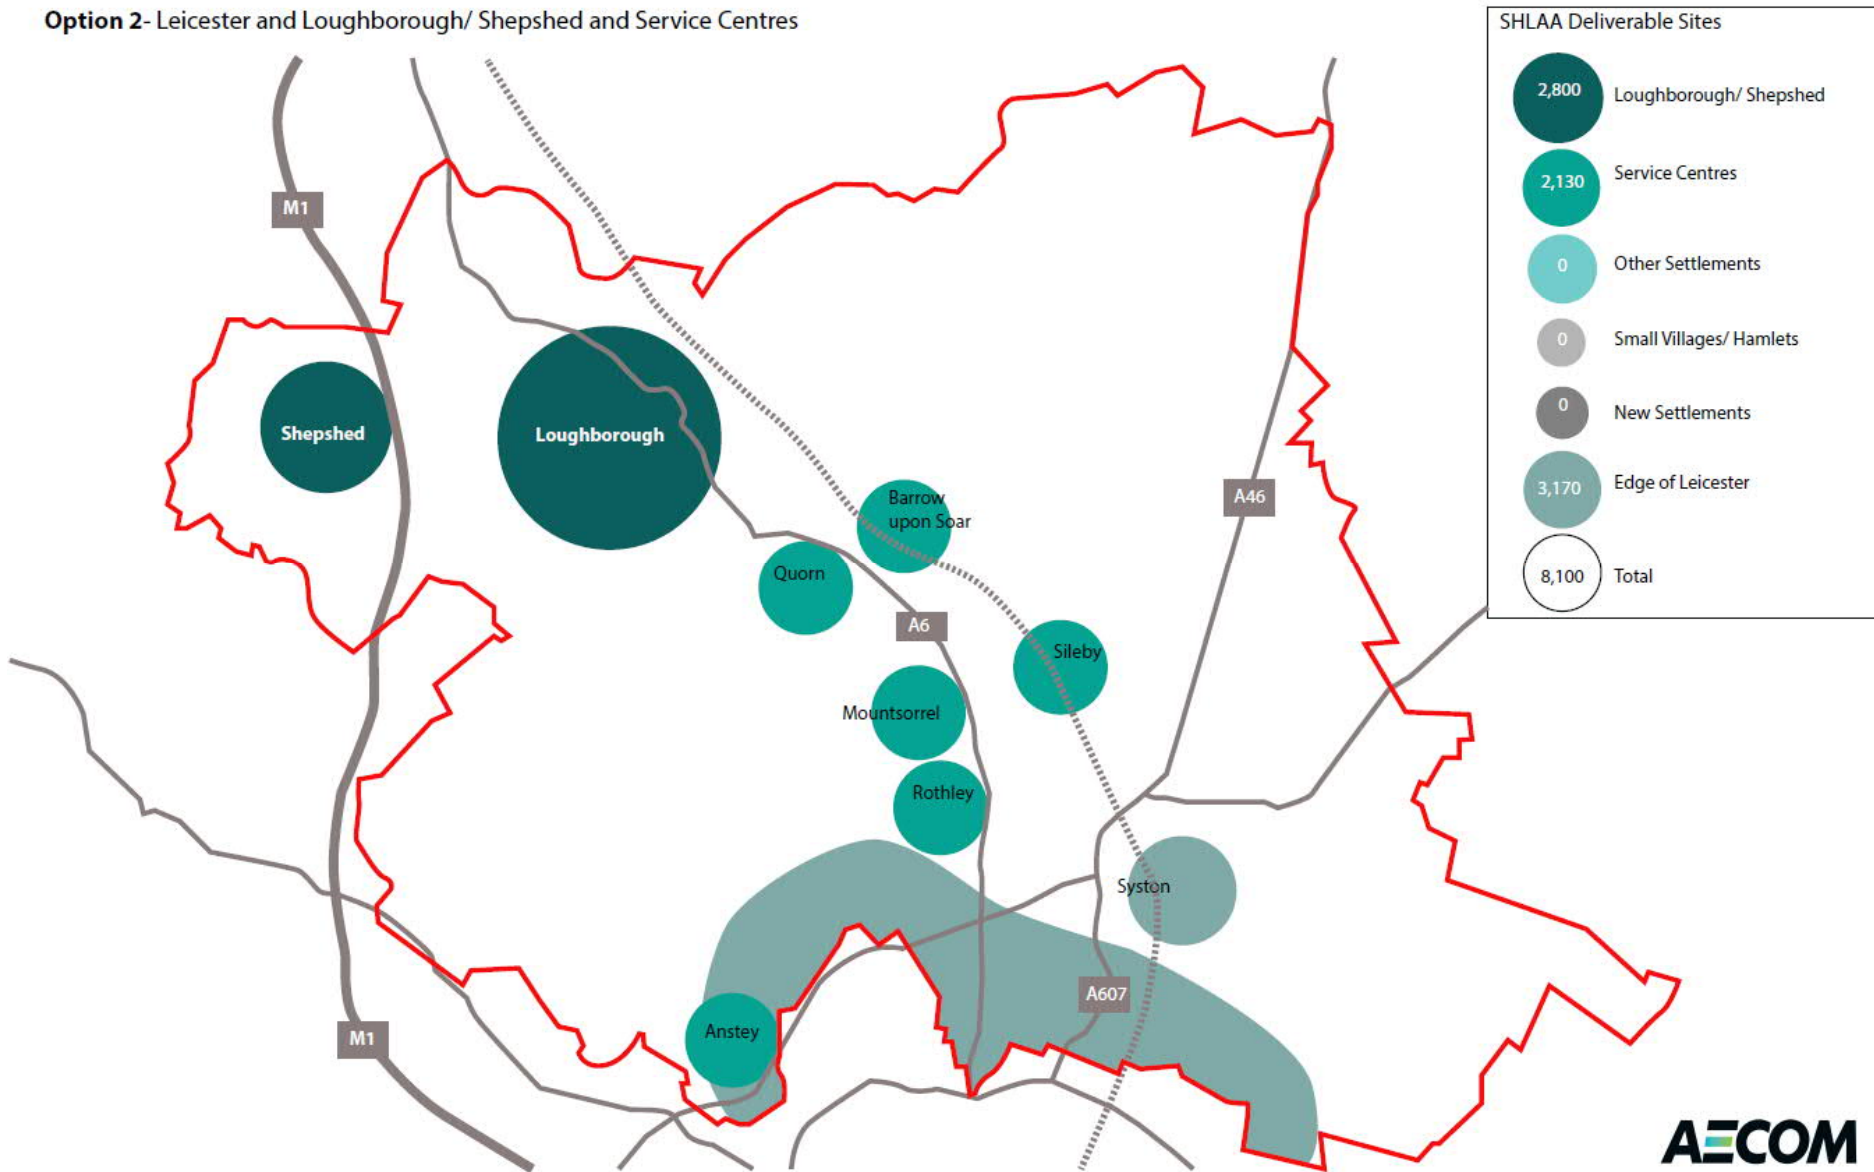 Option 2- Leicester and Loughborough/ Shepshed and Service Centres
SHLAA Deliverable Sites
2,800 Loughborough/ Shepshed
2,130 Service Centres
0 Other Settlements
0 Small Villages/ Hamlets
0 New Settlements
3,170 Edge of Leicester
8,100 Total
M1
Shepshed
Loughborough
A46
Barrow
upon Soar
Quorn
A6
Sileby
Mountsorrel
Rothley
Syston
A607
Anstey
M1
AECOM